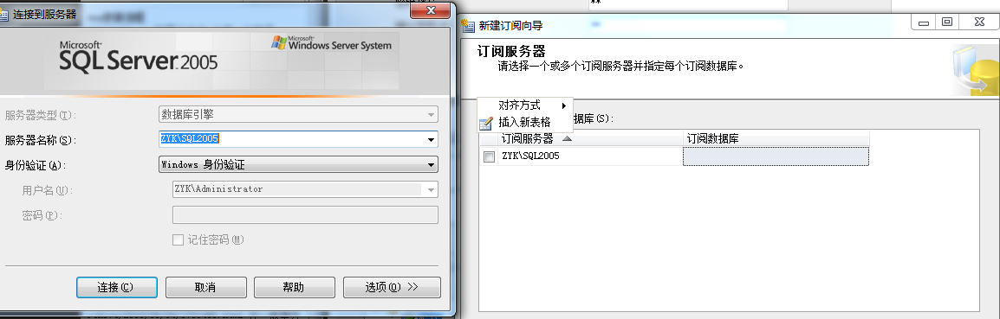 连接到服务器
Microsoft®
SQL Server 2005
Microsoft
Windows Server System
服务器类型(T):
数据库引擎
服务器名称(S):
ZYK\SQL2005
身份验证(A):
Windows 身份验证
用户名(U):
ZYK\Administrator
密码(P):
记住密码(M)
连接(C)
取消
帮助
选项(O) >>
**
新建订阅向导
订阅服务器
请选择一个或多个订阅服务器并指定每个订阅数据库。
对齐方式
插入新表格
据库(S):
订阅服务器
订阅数据库
ZYK\SQL2005